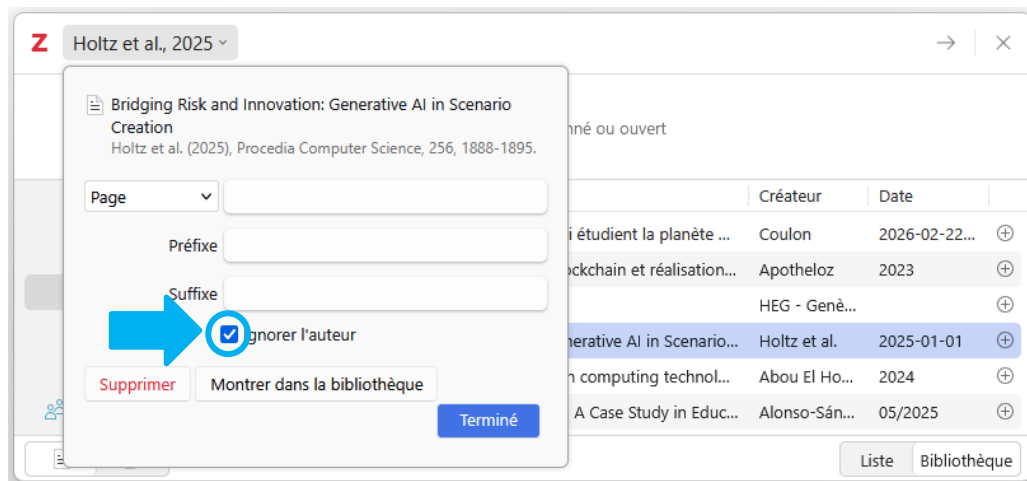 Z Holtz et al., 2025
Bridging Risk and Innovation: Generative AI in Scenario
Creation
Holtz et al. (2025), Procedia Computer Science, 256, 1888-1895.
nné ou ouvert
Page
Créateur Date
i étudient la planète ... Coulon 2026-02-22...
Préfixe
ockchain et réalisation... Apotheloz 2023
Suffixe
HEG - Genè...
gnorer l'auteur
nerative AI in Scenario... Holtz et al. 2025-01-01
Supprimer Montrer dans la bibliothèque
n computing technol... Abou El Ho... 2024
Terminé
A Case Study in Educ... Alonso-Sán... 05/2025
Liste Bibliothèque